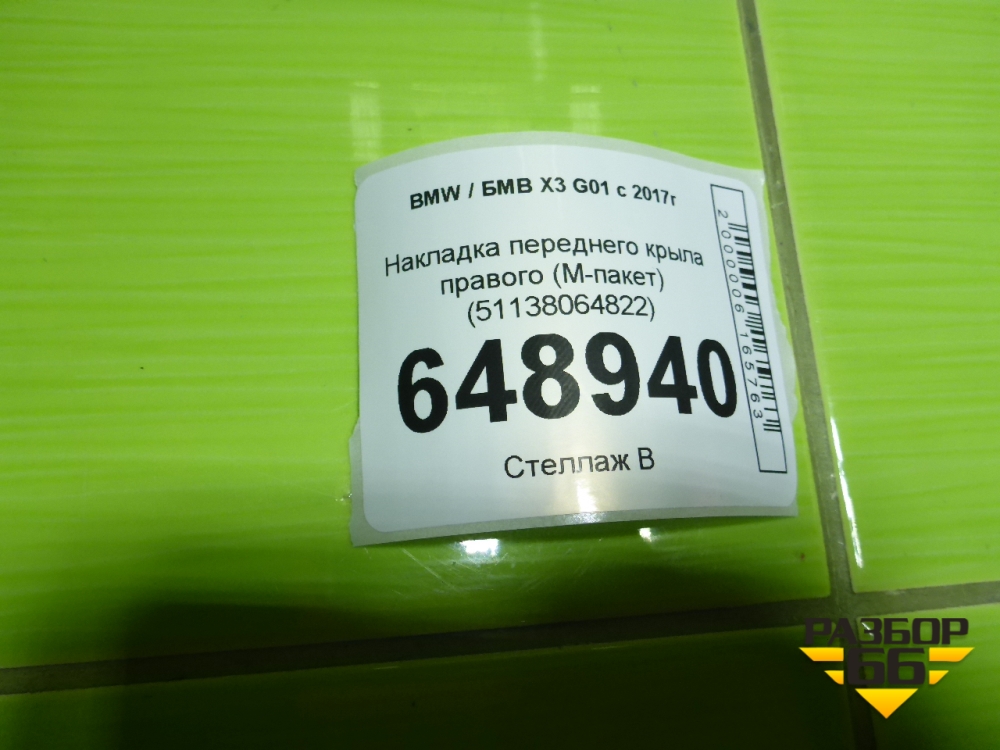 BMW / БМВ X3 G01 с 2017г
Накладка переднего крыла
правого (М-пакет)
(51138064822)
648940
Стеллаж В
2000006165763
РАЗБОР
66